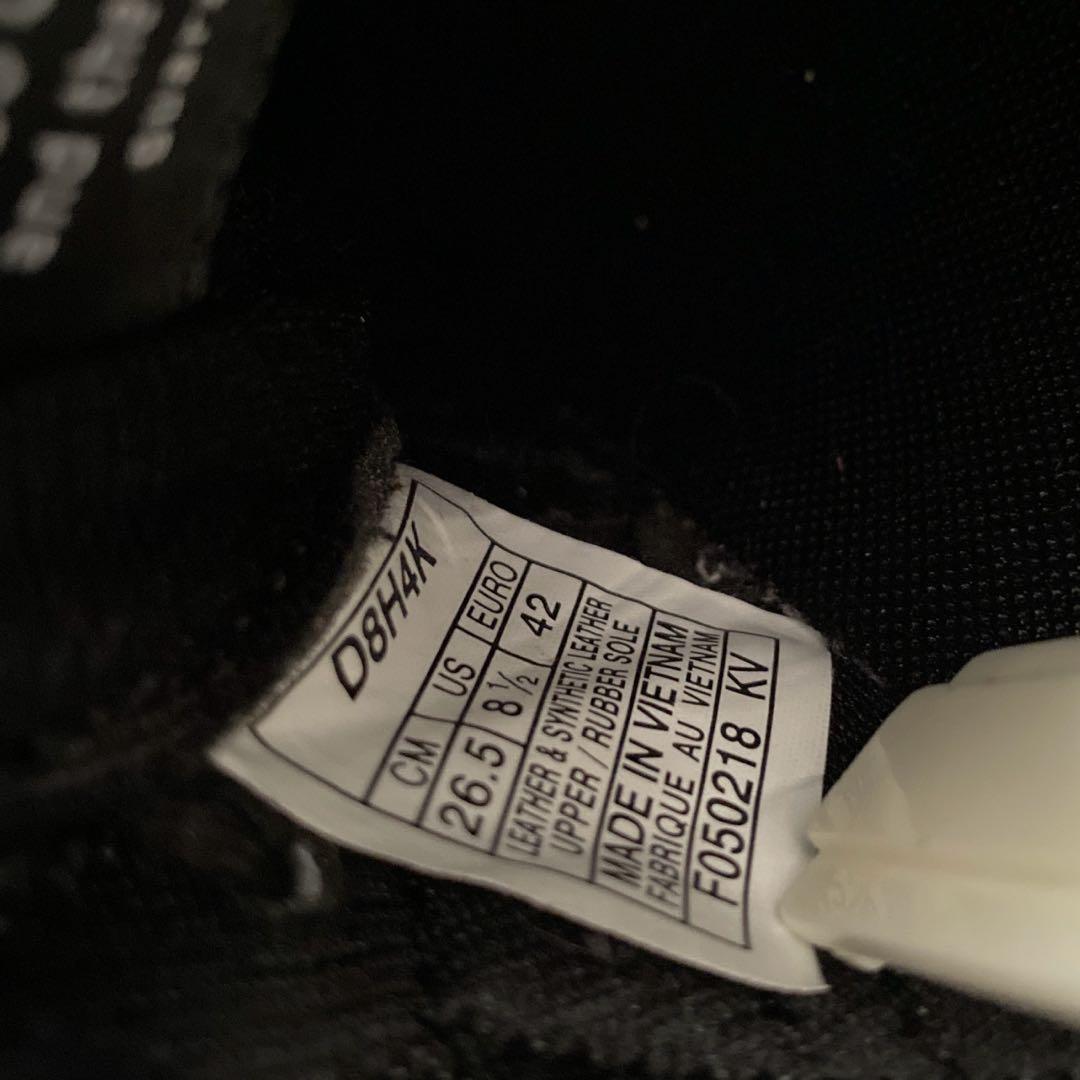 D8H4K
CM US EURO
26.5 8½ 42
LEATHER & SYNTHETIC LEATHER
UPPER / RUBBER SOLE
MADE IN VIETNAM
FABRIQUE AU VIETNAM
F050218 KV